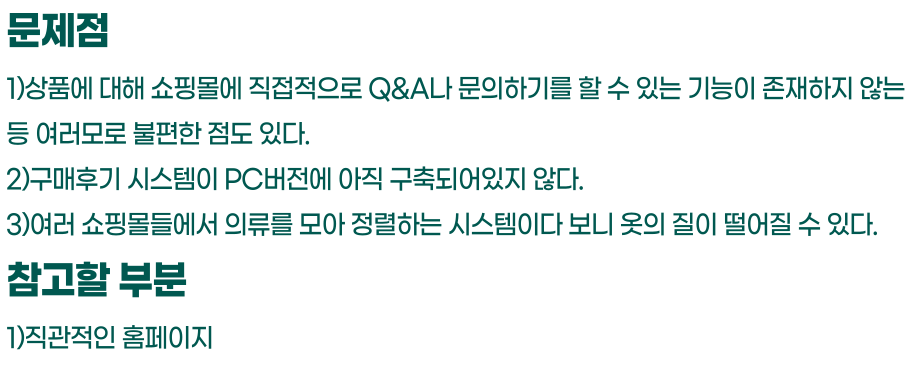 문제점
1)상품에 대해 쇼핑몰에 직접적으로 Q&A나 문의하기를 할 수 있는 기능이 존재하지 않는
등 여러모로 불편한 점도 있다.
2)구매후기 시스템이 PC버전에 아직 구축되어있지 않다.
3)여러 쇼핑몰들에서 의류를 모아 정렬하는 시스템이다 보니 옷의 질이 떨어질 수 있다.
참고할 부분
1)직관적인 홈페이지